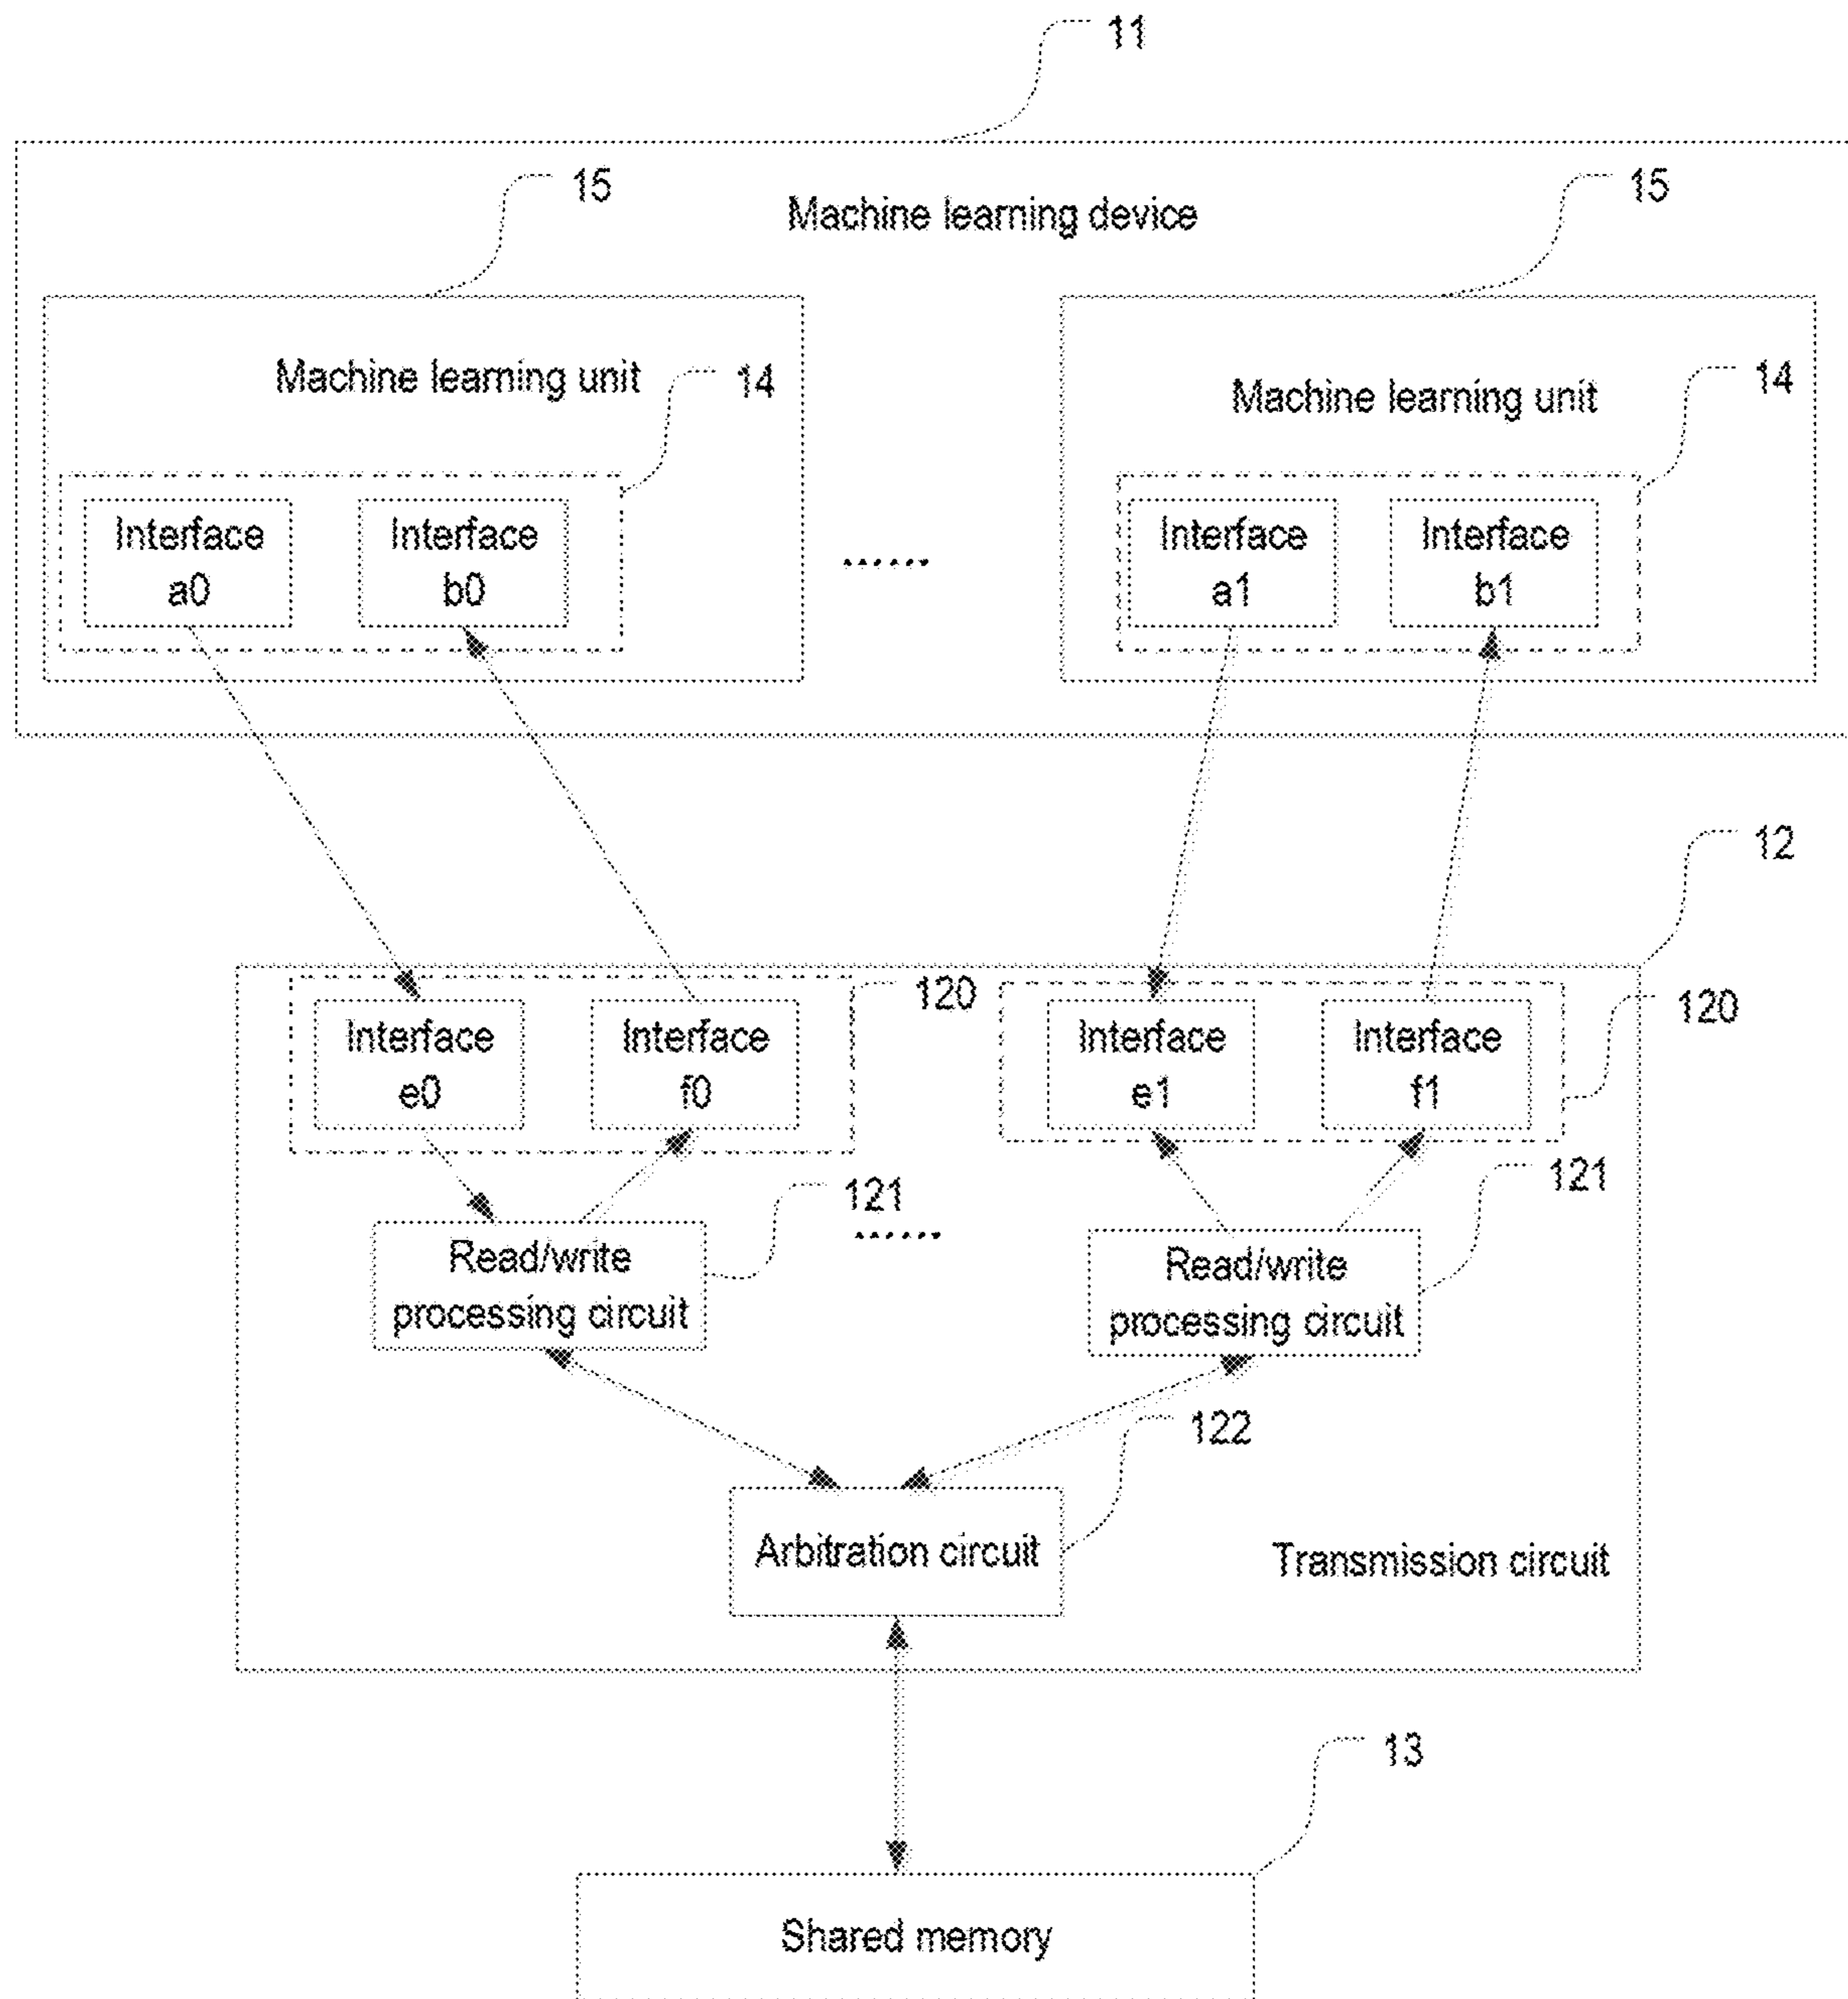 11
15
15
Machine learning device
Machine learning unit
14
Machine learning unit
14
Interface
a0
Interface
b0
......
Interface
a1
Interface
b1
12
120
120
Interface
e0
Interface
f0
Interface
e1
Interface
f1
121
121
......
Read/write
processing circuit
Read/write
processing circuit
122
Arbitration circuit
Transmission circuit
13
Shared memory